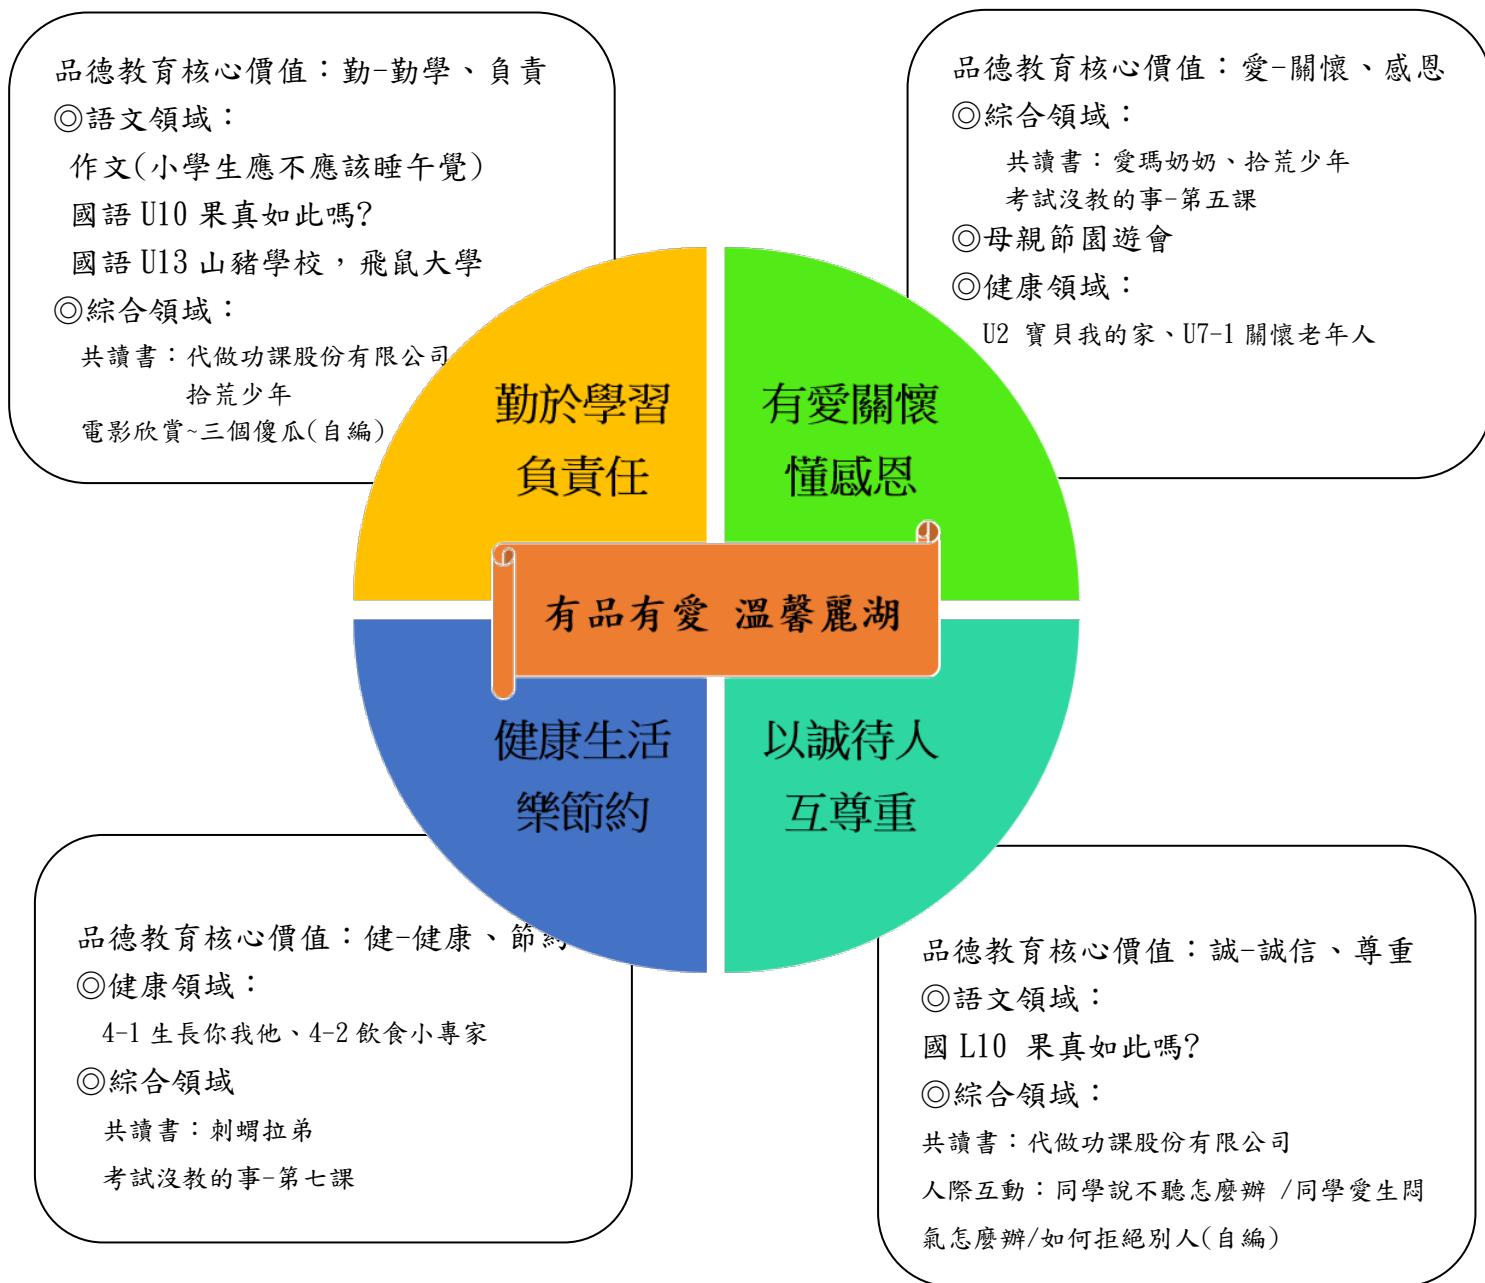 品德教育核心價值：勤-勤學、負責
◎語文領域：
作文(小學生應不應該睡午覺)
國語 U10 果真如此嗎?
國語 U13 山豬學校，飛鼠大學
◎綜合領域：
共讀書：代做功課股份有限公司
拾荒少年
電影欣賞~三個傻瓜(自編)
品德教育核心價值：愛-關懷、感恩
◎綜合領域：
共讀書：愛瑪奶奶、拾荒少年
考試沒教的事-第五課
◎母親節園遊會
◎健康領域：
U2 寶貝我的家、U7-1 關懷老年人
勤於學習
負責任
有愛關懷
懂感恩
有品有愛 溫馨麗湖
健康生活
樂節約
以誠待人
互尊重
品德教育核心價值：健-健康、節約
◎健康領域：
4-1 生長你我他、4-2 飲食小專家
◎綜合領域
共讀書：刺蝟拉弟
考試沒教的事-第七課
品德教育核心價值：誠-誠信、尊重
◎語文領域：
國 L10 果真如此嗎?
◎綜合領域：
共讀書：代做功課股份有限公司
人際互動：同學說不聽怎麼辦 /同學愛生悶
氣怎麼辦/如何拒絕別人(自編)